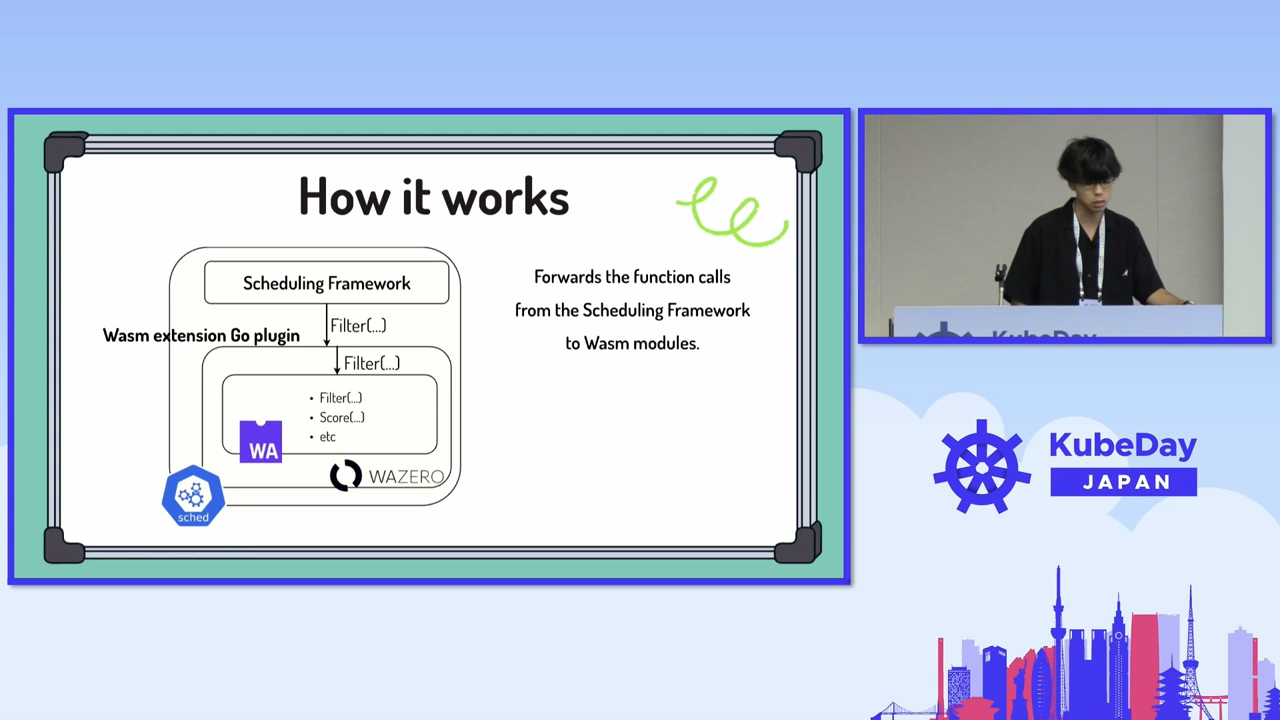 How it works
Scheduling Framework
Filter(...)
Wasm extension Go plugin
Filter(...)
• Filter(...)
• Score(...)
• etc
WA
WAZERO
sched
Forwards the function calls
from the Scheduling Framework
to Wasm modules.
KubeDay
KubeDay
JAPAN